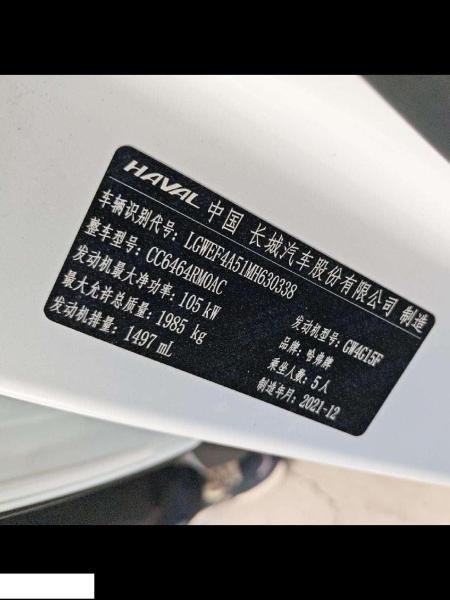 HAVAL 中国 长城汽车股份有限公司 制造
车辆识别代号: LGWEF4A51MH630338
整车型号: CC6464RM0AC
发动机最大净功率: 105 kW 发动机型号: GW4G15F
最大允许总质量: 1985 kg 品牌: 哈弗牌
发动机排量: 1497 mL 乘坐人数: 5人
制造年月: 2021-12